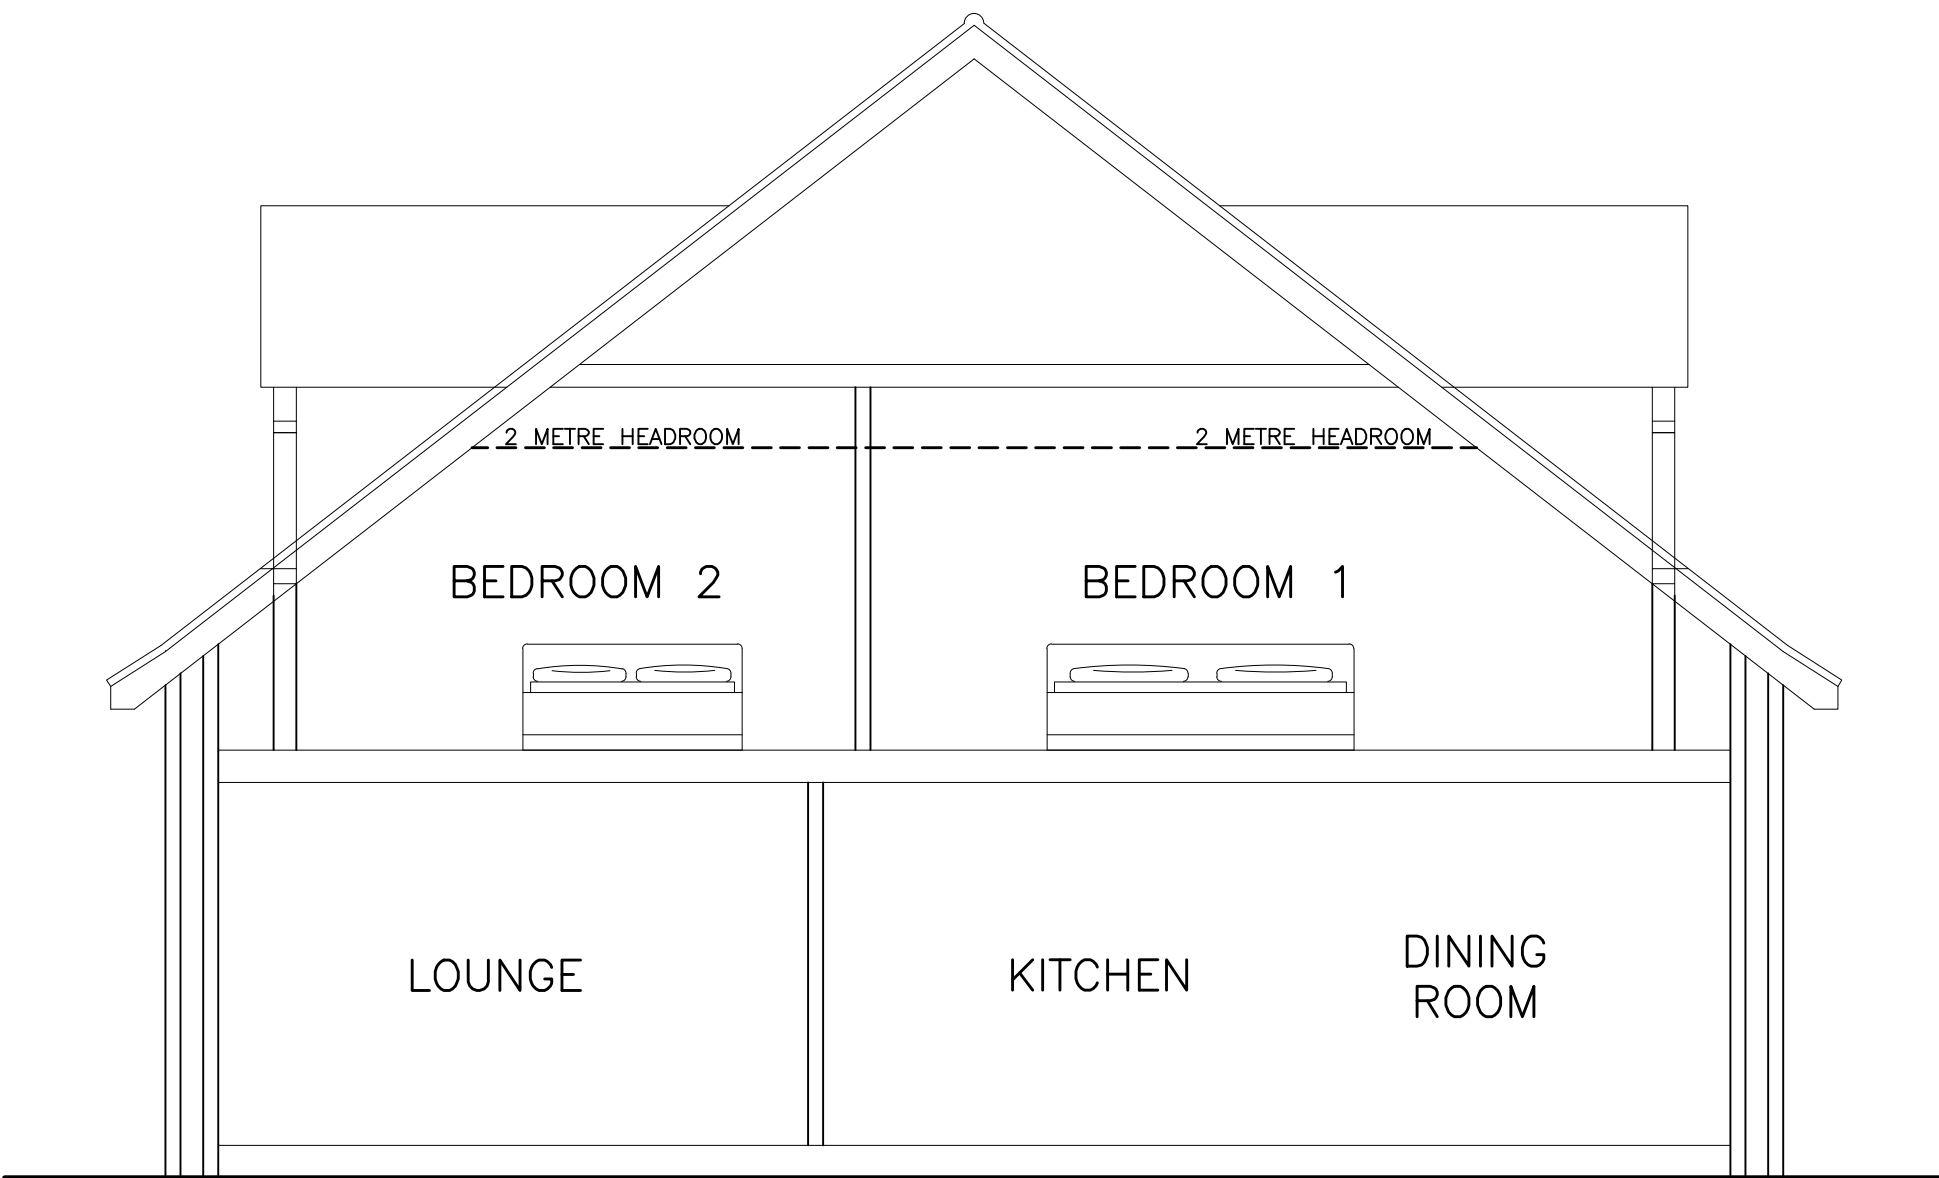 2 METRE HEADROOM
2 METRE HEADROOM
BEDROOM 2
BEDROOM 1
LOUNGE
KITCHEN
DINING
ROOM